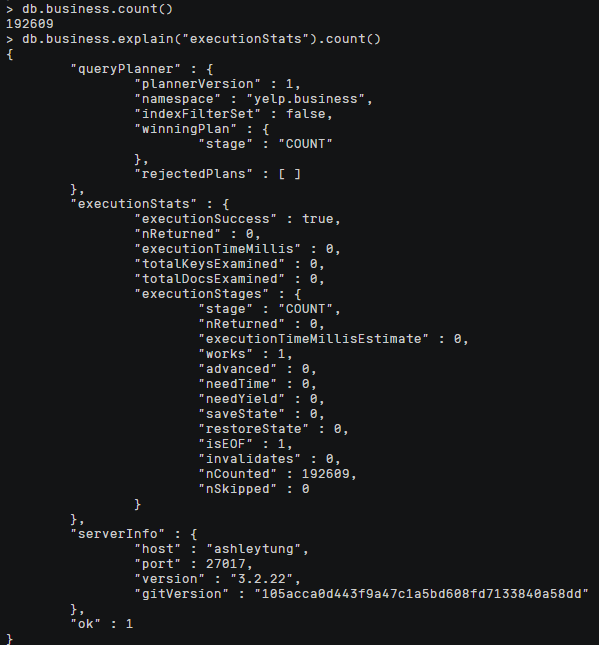 > db.business.count()
192609
> db.business.explain("executionStats").count()
{
        "queryPlanner" : {
                "plannerVersion" : 1,
                "namespace" : "yelp.business",
                "indexFilterSet" : false,
                "winningPlan" : {
                        "stage" : "COUNT"
                },
                "rejectedPlans" : [ ]
        },
        "executionStats" : {
                "executionSuccess" : true,
                "nReturned" : 0,
                "executionTimeMillis" : 0,
                "totalKeysExamined" : 0,
                "totalDocsExamined" : 0,
                "executionStages" : {
                        "stage" : "COUNT",
                        "nReturned" : 0,
                        "executionTimeMillisEstimate" : 0,
                        "works" : 1,
                        "advanced" : 0,
                        "needTime" : 0,
                        "needYield" : 0,
                        "saveState" : 0,
                        "restoreState" : 0,
                        "isEOF" : 1,
                        "invalidates" : 0,
                        "nCounted" : 192609,
                        "nSkipped" : 0
                }
        },
        "serverInfo" : {
                "host" : "ashleytung",
                "port" : 27017,
                "version" : "3.2.22",
                "gitVersion" : "105acca0d443f9a47c1a5bd608fd7133840a58dd"
        },
        "ok" : 1
}